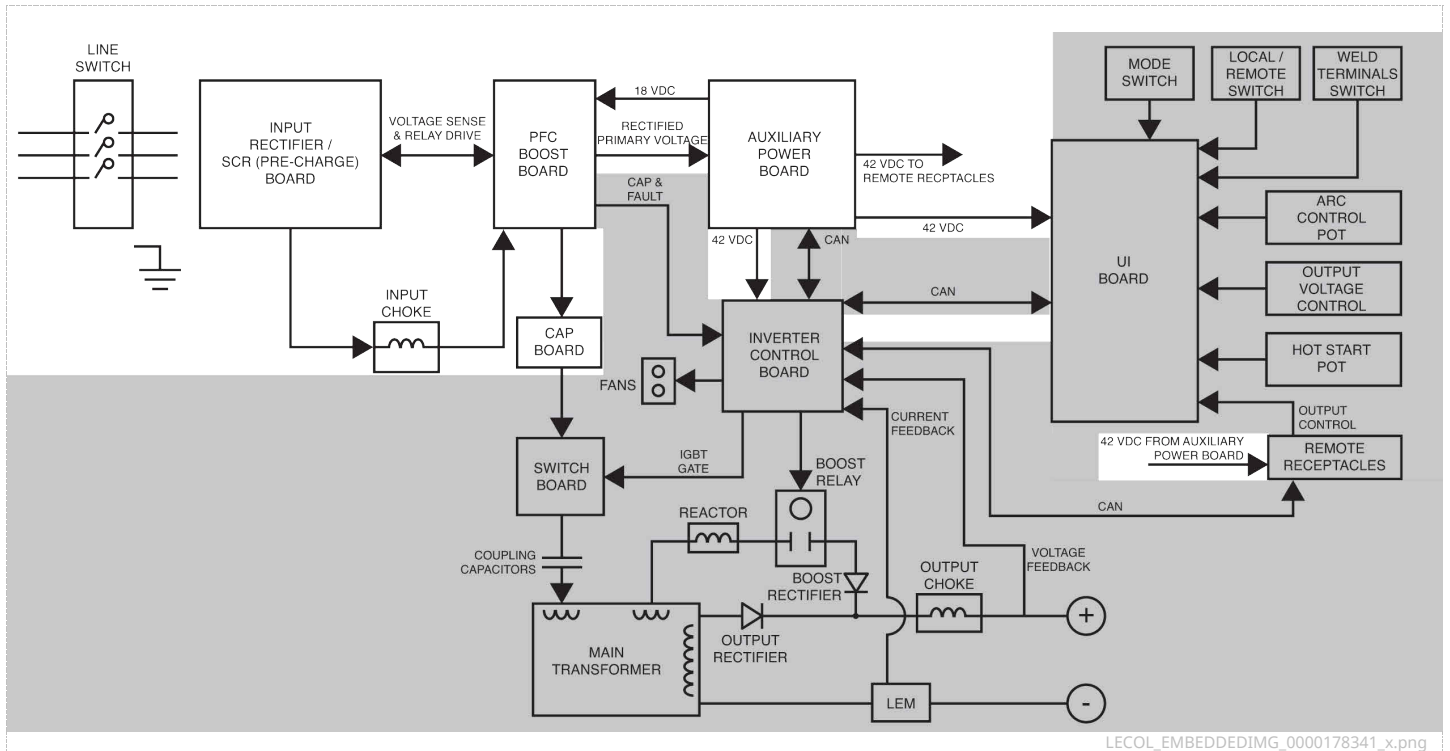 LINE
SWITCH
INPUT
RECTIFIER /
SCR (PRE-CHARGE)
BOARD
VOLTAGE SENSE
& RELAY DRIVE
PFC
BOOST
BOARD
18 VDC
RECTIFIED
PRIMARY VOLTAGE
AUXILIARY
POWER
BOARD
42 VDC TO
REMOTE RECPTACLES
MODE
SWITCH
LOCAL /
REMOTE
SWITCH
WELD
TERMINALS
SWITCH
CAP &
FAULT
42 VDC
CAN
42 VDC
UI
BOARD
ARC
CONTROL
POT
OUTPUT
VOLTAGE
CONTROL
HOT START
POT
INPUT
CHOKE
CAP
BOARD
CAN
INVERTER
CONTROL
BOARD
FANS
CURRENT
FEEDBACK
OUTPUT
CONTROL
42 VDC FROM AUXILIARY
POWER BOARD
REMOTE
RECEPTACLES
SWITCH
BOARD
IGBT
GATE
BOOST
RELAY
REACTOR
CAN
COUPLING
CAPACITORS
BOOST
RECTIFIER
OUTPUT
CHOKE
VOLTAGE
FEEDBACK
MAIN
TRANSFORMER
OUTPUT
RECTIFIER
+
LEM
-
LECOL_EMBEDDEDIMG_0000178341_x.png